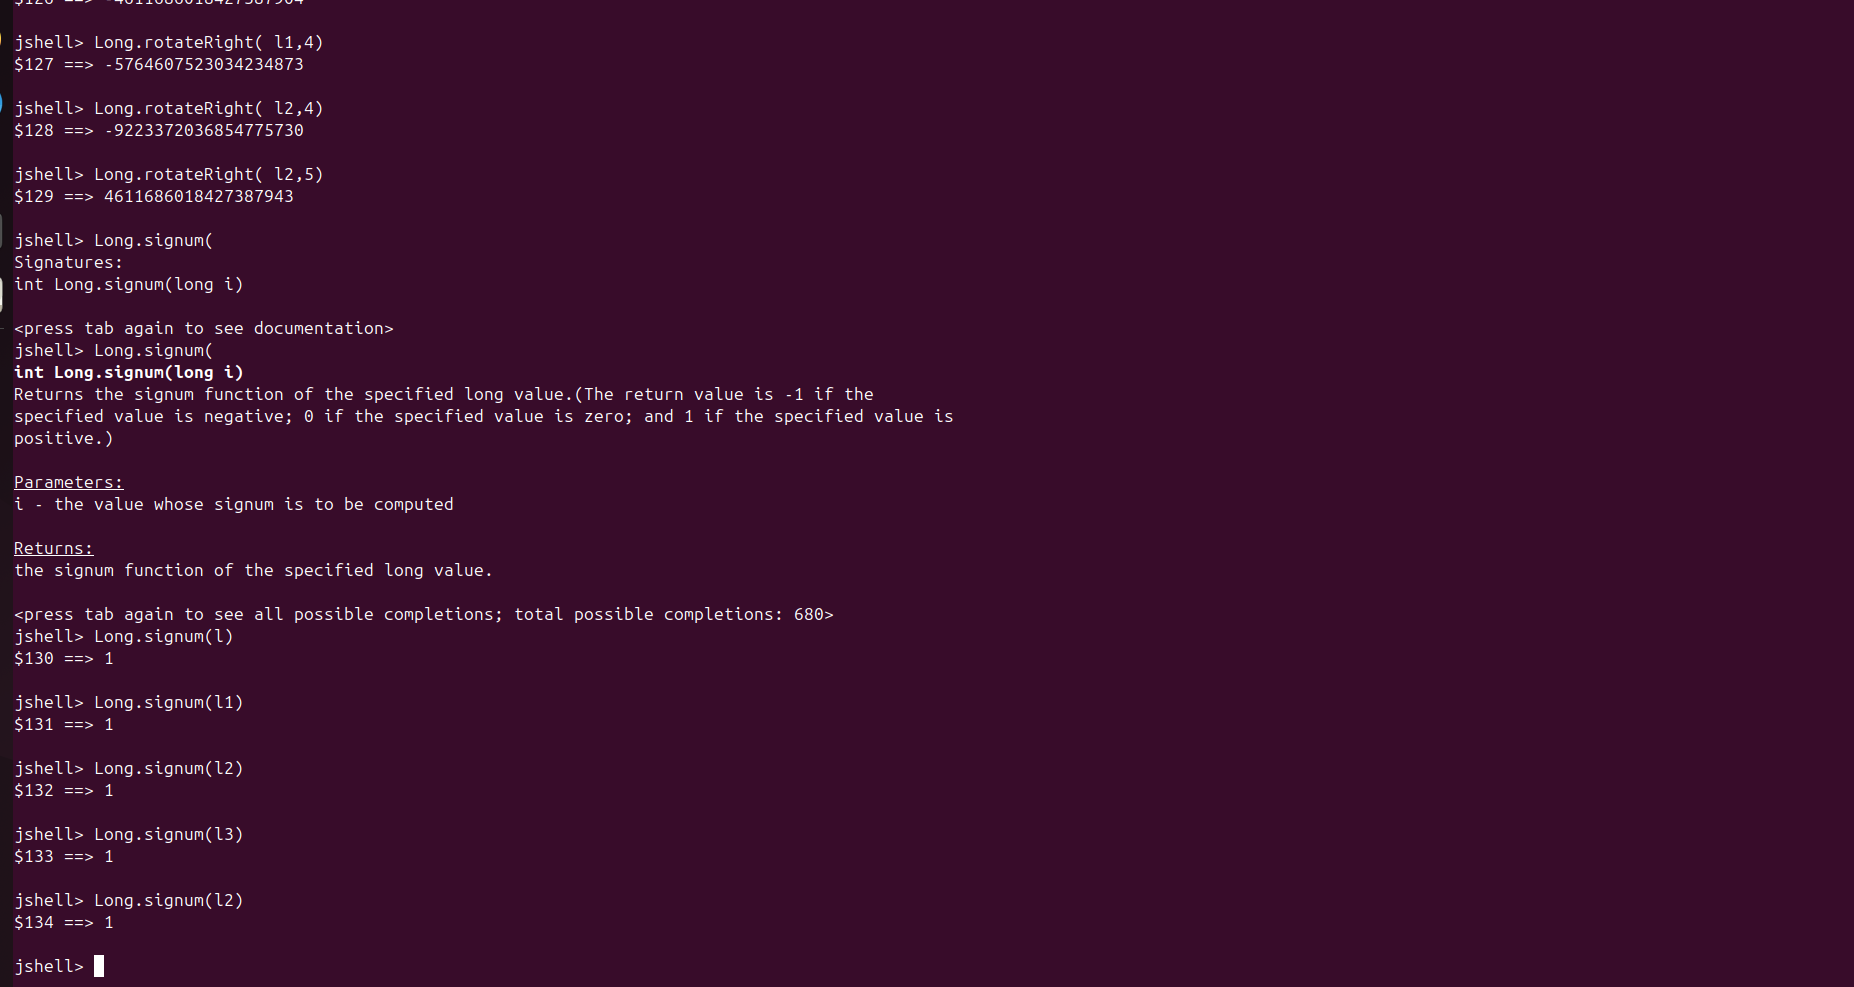 jshell> Long.rotateRight( l1,4)
$127 ==> -5764607523034234873
jshell> Long.rotateRight( l2,4)
$128 ==> -9223372036854775730
jshell> Long.rotateRight( l2,5)
$129 ==> 4611686018427387943
jshell> Long.signum(
Signatures:
int Long.signum(long i)
<press tab again to see documentation>
jshell> Long.signum(
int Long.signum(long i)
Returns the signum function of the specified long value.(The return value is -1 if the
specified value is negative; 0 if the specified value is zero; and 1 if the specified value is
positive.)
Parameters:
i - the value whose signum is to be computed
Returns:
the signum function of the specified long value.
<press tab again to see all possible completions; total possible completions: 680>
jshell> Long.signum(l)
$130 ==> 1
jshell> Long.signum(l1)
$131 ==> 1
jshell> Long.signum(l2)
$132 ==> 1
jshell> Long.signum(l3)
$133 ==> 1
jshell> Long.signum(l2)
$134 ==> 1
jshell>